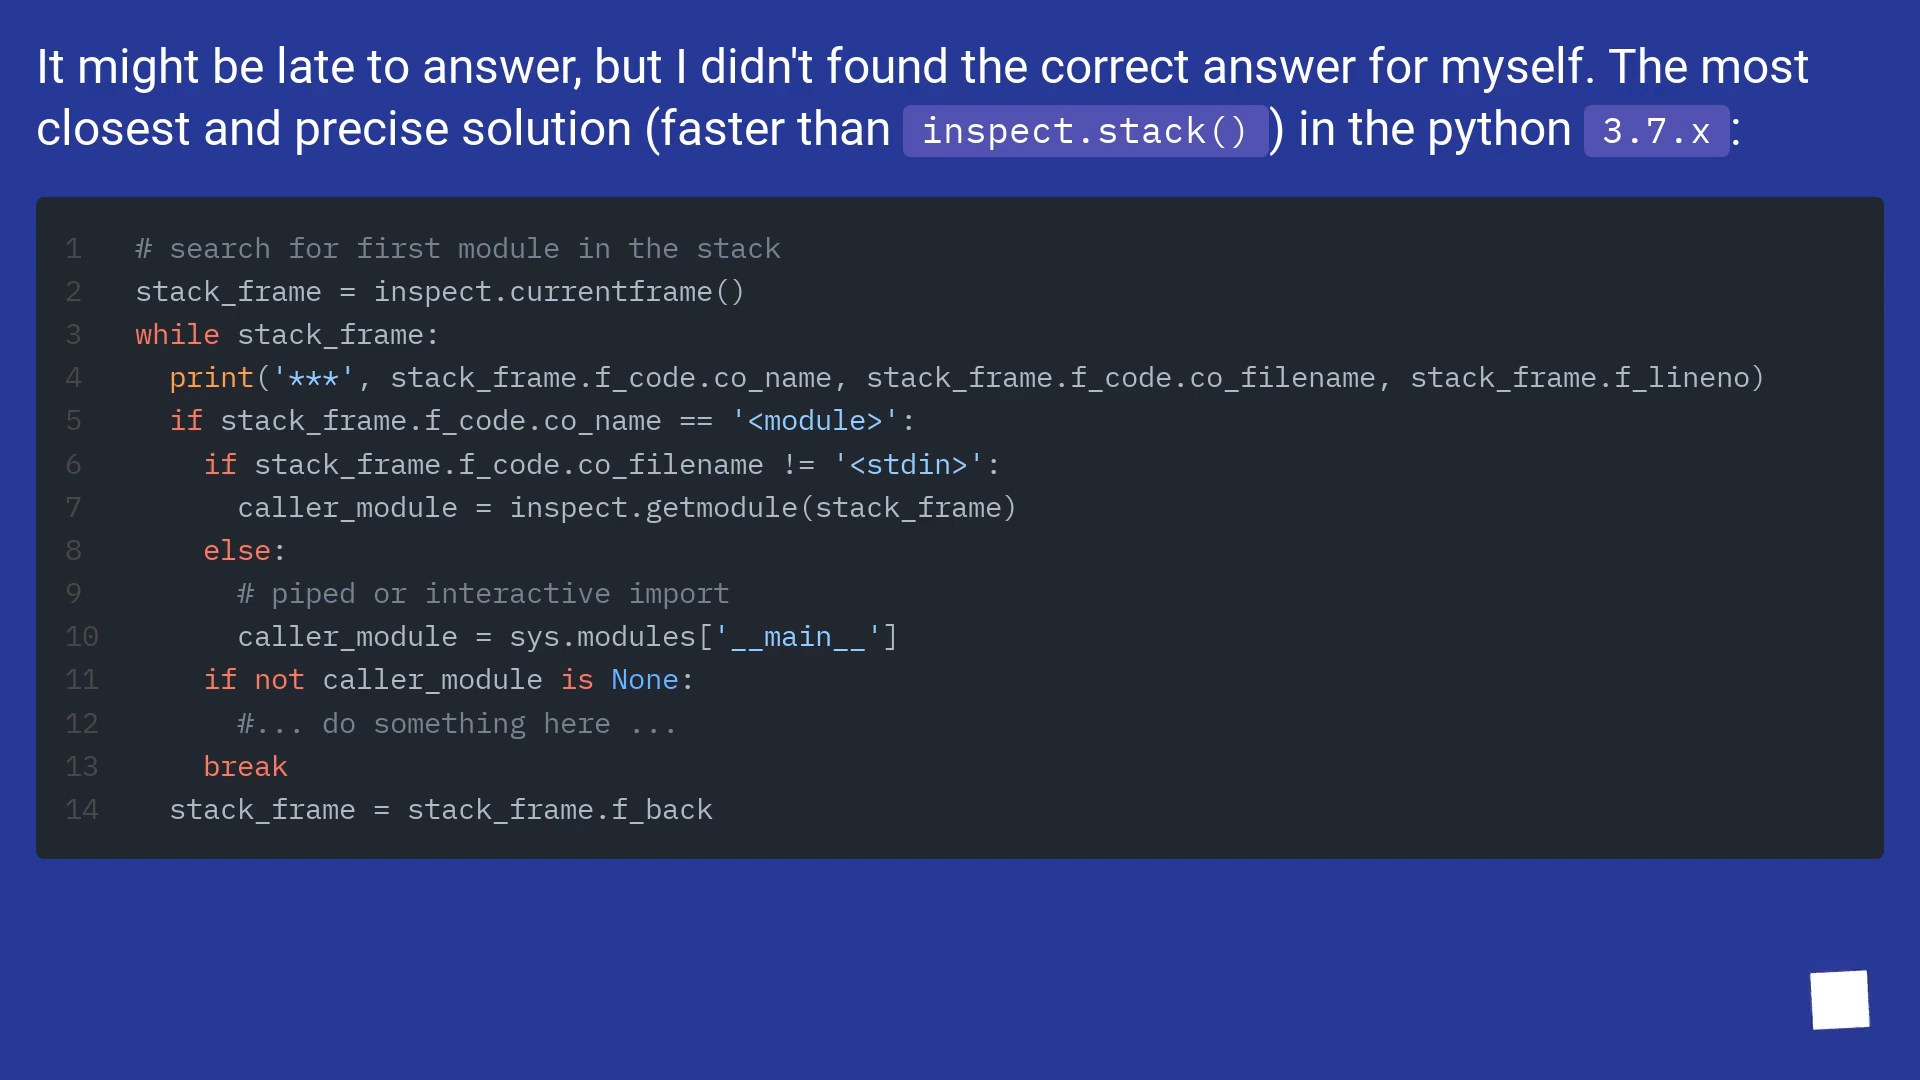 It might be late to answer, but I didn't found the correct answer for myself. The most
closest and precise solution (faster than inspect.stack() ) in the python 3.7.x :
1 # search for first module in the stack
2 stack_frame = inspect.currentframe()
3 while stack_frame:
4   print('***', stack_frame.f_code.co_name, stack_frame.f_code.co_filename, stack_frame.f_lineno)
5   if stack_frame.f_code.co_name == '<module>':
6     if stack_frame.f_code.co_filename != '<stdin>':
7       caller_module = inspect.getmodule(stack_frame)
8     else:
9       # piped or interactive import
10       caller_module = sys.modules['__main__']
11     if not caller_module is None:
12       #... do something here ...
13     break
14   stack_frame = stack_frame.f_back